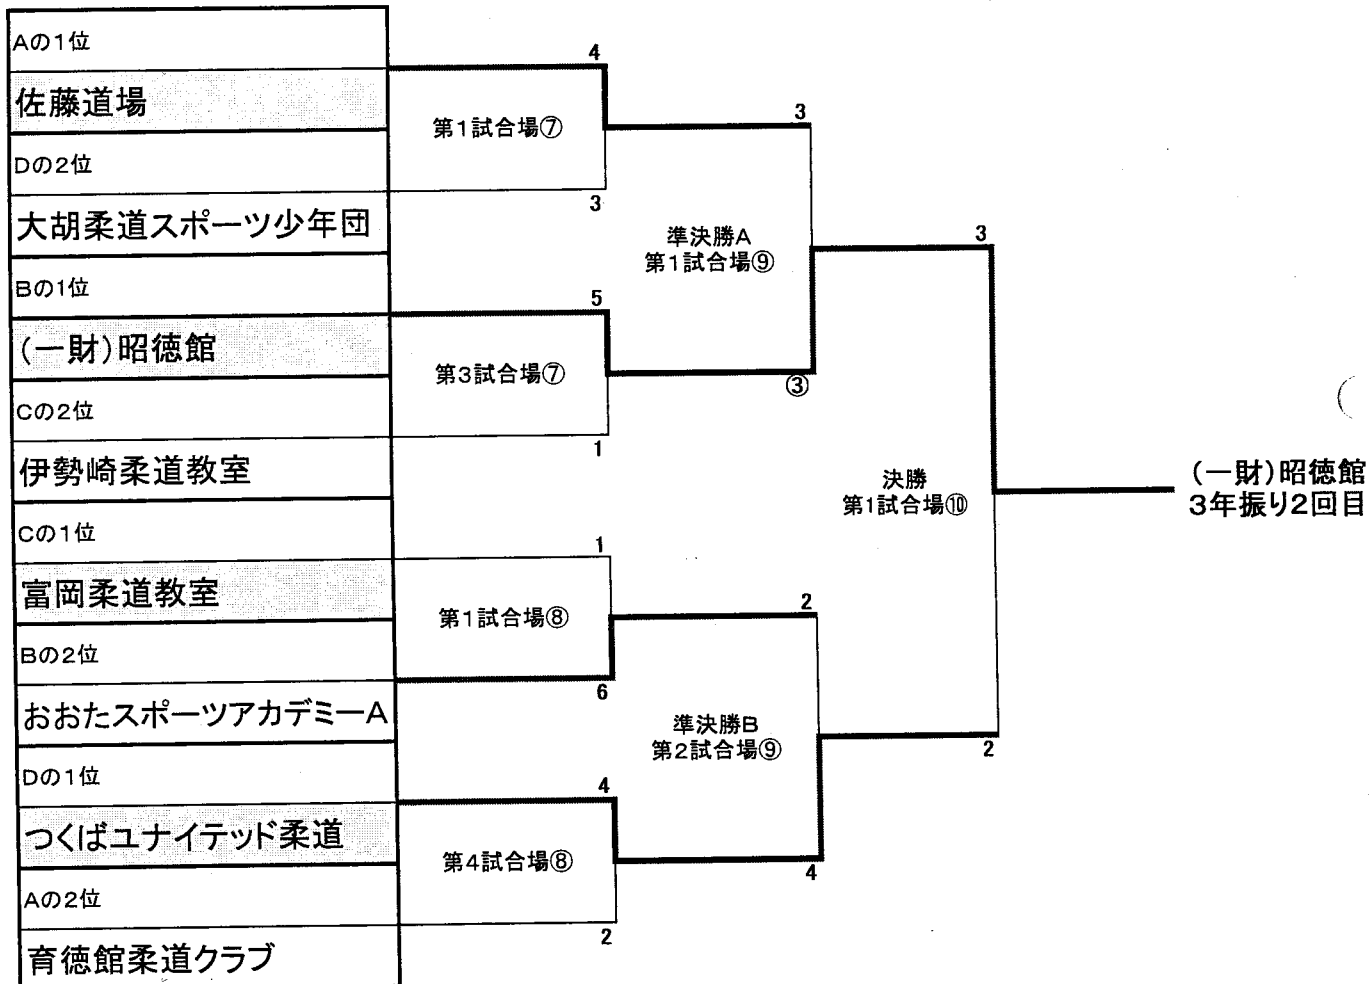 Aの1位
佐藤道場
Dの2位
大胡柔道スポーツ少年団
Bの1位
(一財)昭徳館
Cの2位
伊勢崎柔道教室
Cの1位
富岡柔道教室
Bの2位
おおたスポーツアカデミーA
Dの1位
つくばユナイテッド柔道
Aの2位
育徳館柔道クラブ
4
第1試合場⑦
3
5
第3試合場⑦
1
1
第1試合場⑧
6
4
第4試合場⑧
2
3
準決勝A
第1試合場⑨
③
2
準決勝B
第2試合場⑨
4
3
決勝
第1試合場⑩
2
(一財)昭徳館
3年振り2回目